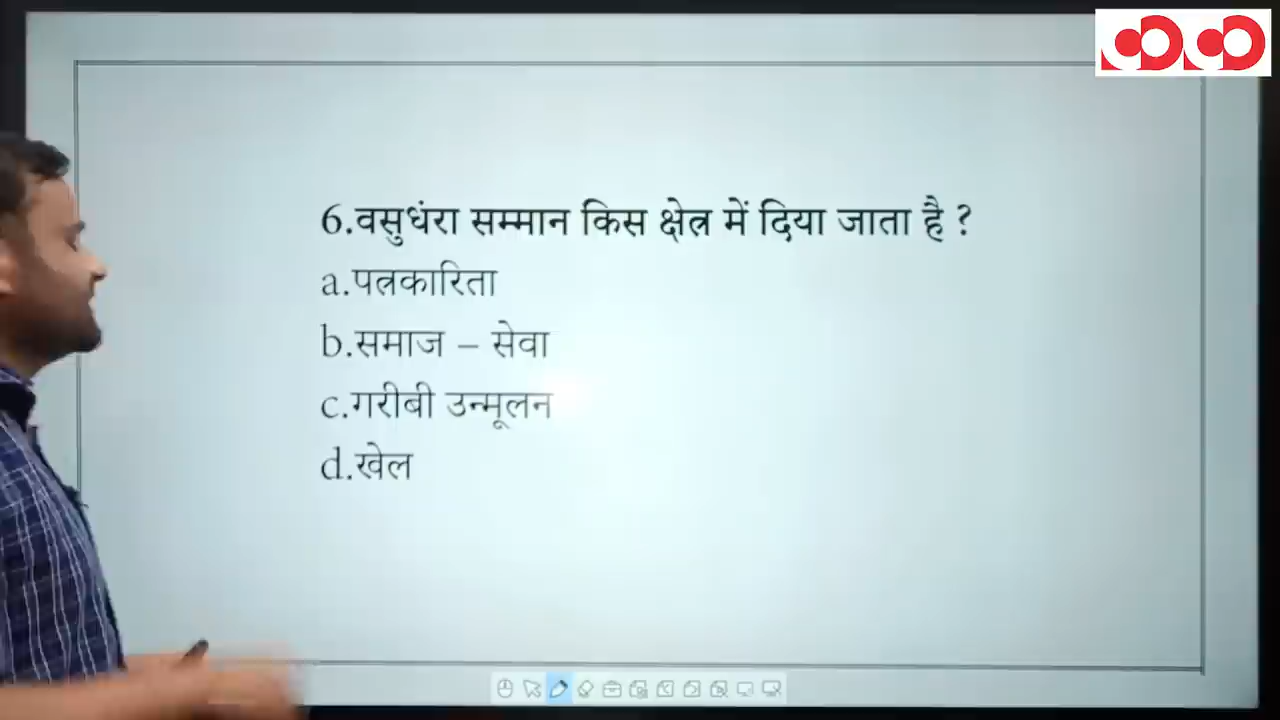 6.वसुधंरा सम्मान किस क्षेत्र में दिया जाता है ?
a.पत्रकारिता
b.समाज – सेवा
c.गरीबी उन्मूलन
d.खेल